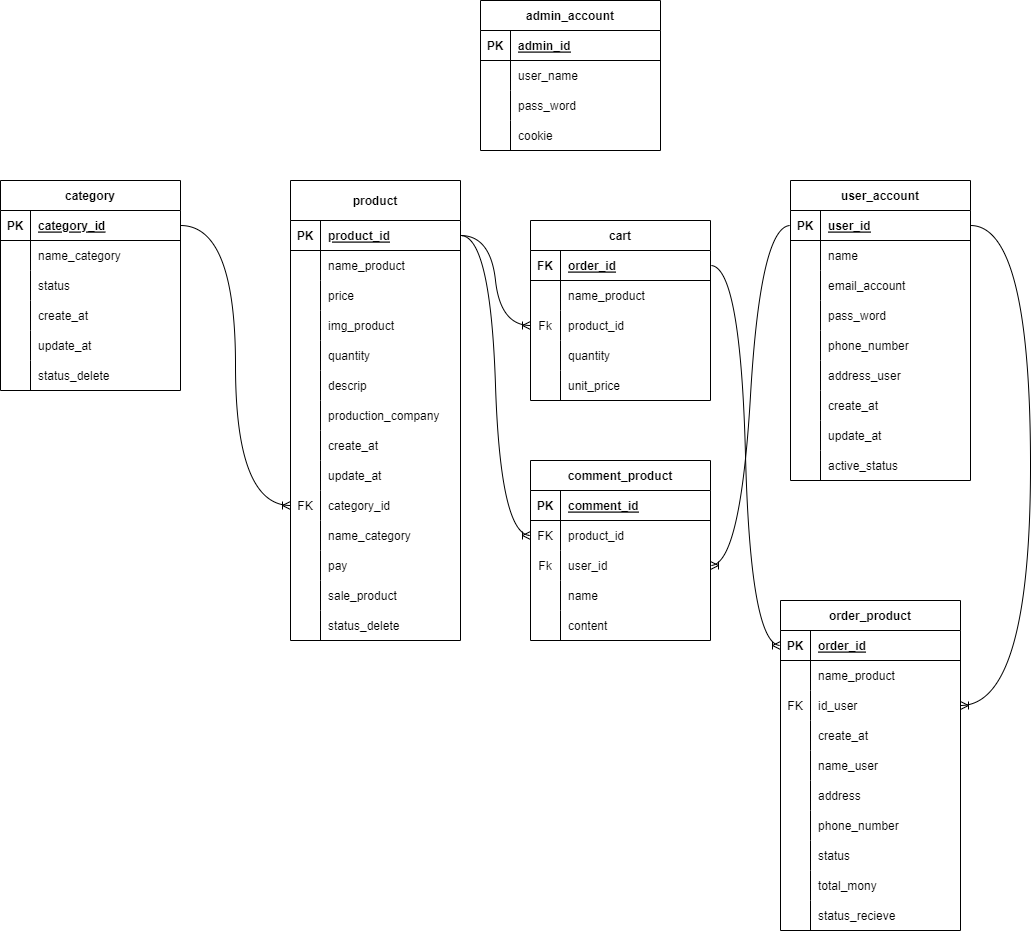 admin_account
PK admin_id
user_name
pass_word
cookie
category
PK category_id
name_category
status
create_at
update_at
status_delete
product
PK product_id
name_product
price
img_product
quantity
descrip
production_company
create_at
update_at
FK category_id
name_category
pay
sale_product
status_delete
cart
FK order_id
name_product
Fk product_id
quantity
unit_price
comment_product
PK comment_id
FK product_id
Fk user_id
name
content
user_account
PK user_id
name
email_account
pass_word
phone_number
address_user
create_at
update_at
active_status
order_product
PK order_id
name_product
FK id_user
create_at
name_user
address
phone_number
status
total_mony
status_recieve